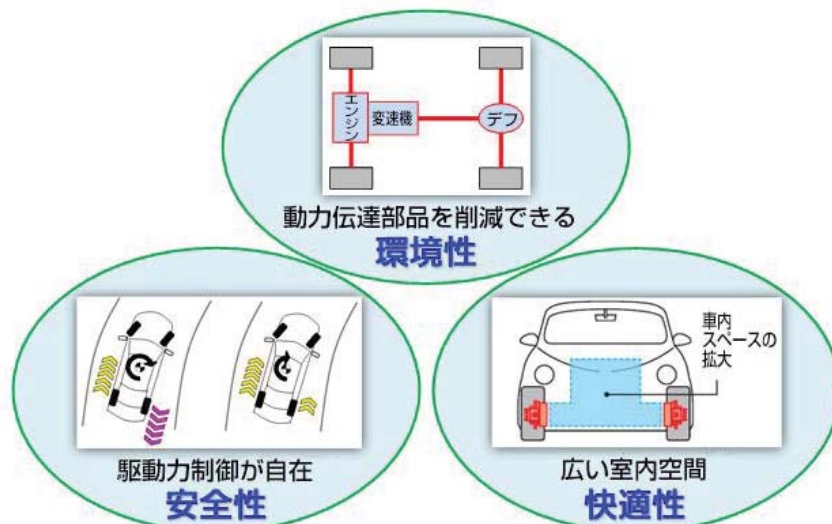 エンジン
変速機
デフ
動力伝達部品を削減できる
環境性
駆動力制御が自在
安全性
車内
スペースの
拡大
広い室内空間
快適性